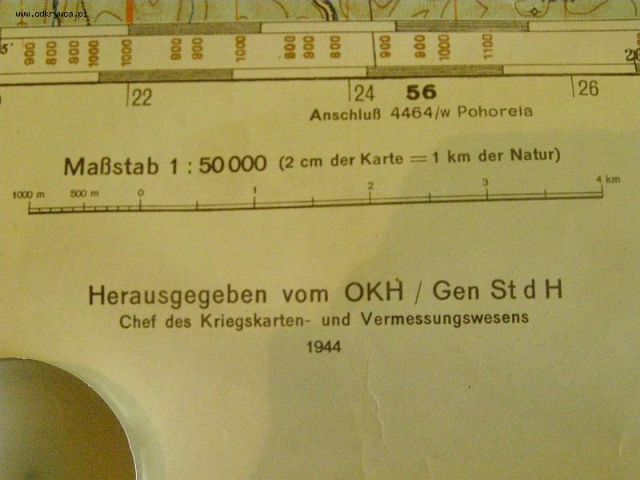 www.odkrywca.pl
900 800 900 1000 1000 900 900 1000 900 800 800 900 900 1000 1100
22 24 56 26
Anschluß 4464/w Pohorela
Maßstab 1 : 50 000 (2 cm der Karte = 1 km der Natur)
1000 m 500 m 0 1 2 3 4 km
Herausgegeben vom OKH / Gen St d H
Chef des Kriegskarten- und Vermessungswesens
1944